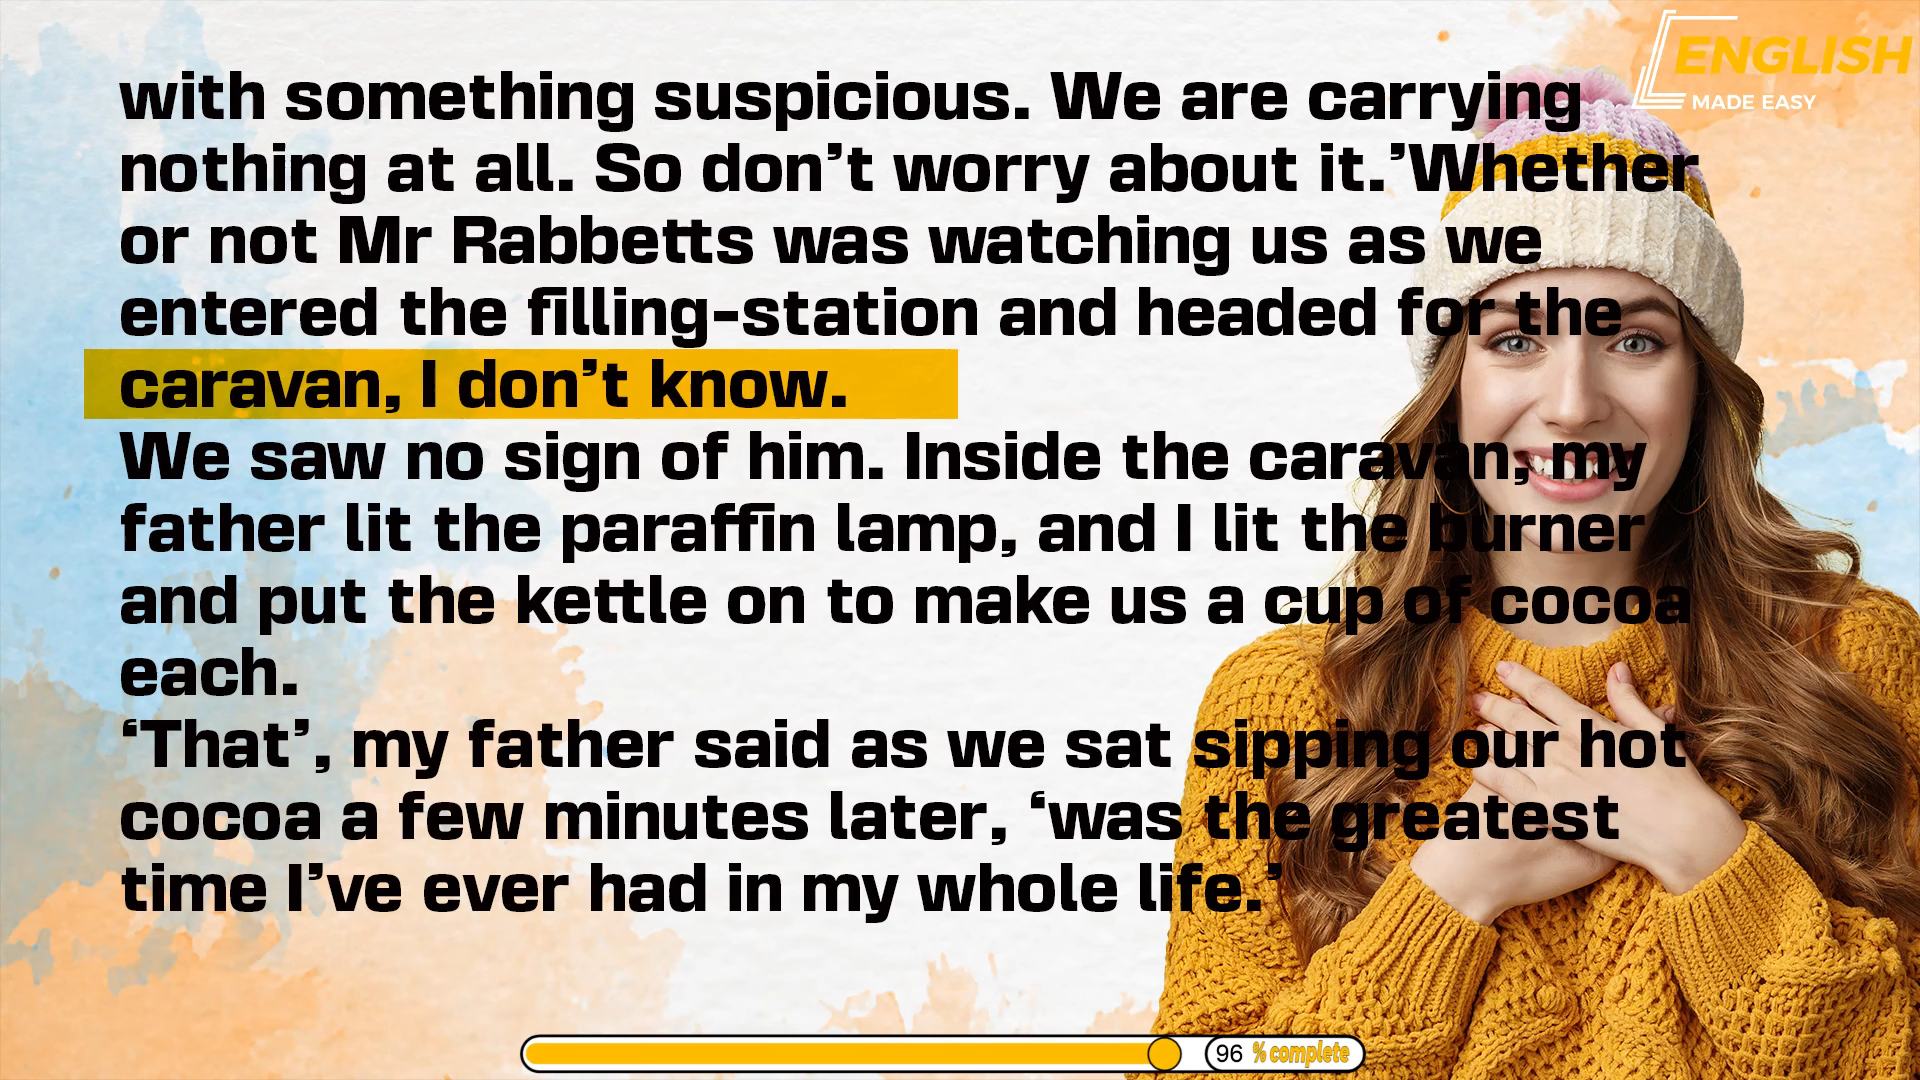 ENGLISH
MADE EASY
with something suspicious. We are carrying
nothing at all. So don’t worry about it.’Whether
or not Mr Rabbetts was watching us as we
entered the filling-station and headed for the
caravan, I don’t know.
We saw no sign of him. Inside the caravan, my
father lit the paraffin lamp, and I lit the burner
and put the kettle on to make us a cup of cocoa
each.
‘That’, my father said as we sat sipping our hot
cocoa a few minutes later, ‘was the greatest
time I’ve ever had in my whole life.’
96 % complete